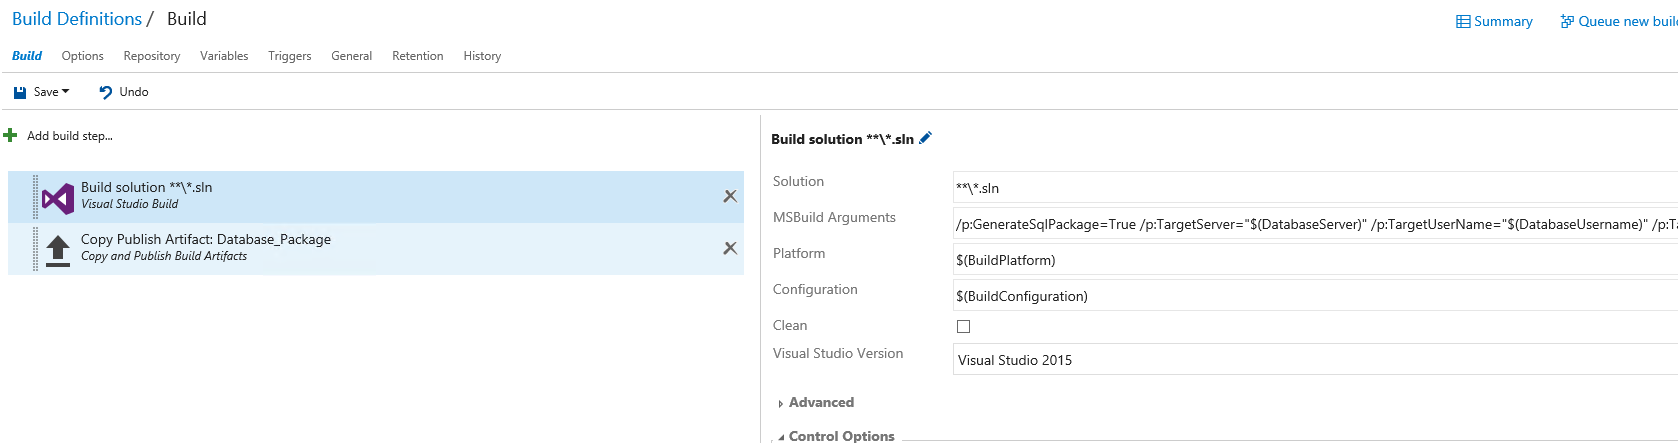 Build Definitions / Build
Summary
Queue new buil
Build Options Repository Variables Triggers General Retention History
Save Undo
Add build step...
Build solution **\*.sln
Visual Studio Build
Copy Publish Artifact: Database_Package
Copy and Publish Build Artifacts
Build solution **\*.sln
Solution **\*.sln
MSBuild Arguments /p:GenerateSqlPackage=True /p:TargetServer="$(DatabaseServer)" /p:TargetUserName="$(DatabaseUsername)" /p:Ta
Platform $(BuildPlatform)
Configuration $(BuildConfiguration)
Clean
Visual Studio Version Visual Studio 2015
Advanced
Control Options